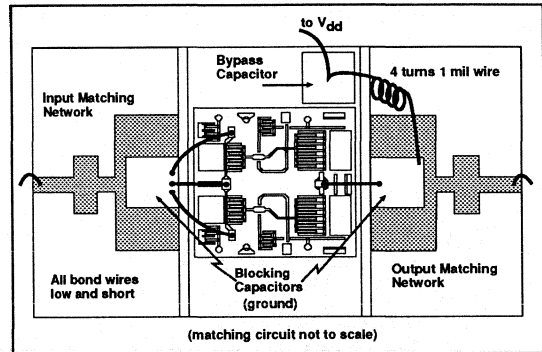 to Vdd
Bypass
Capacitor
4 turns 1 mil wire
Input Matching
Network
All bond wires
low and short
Blocking
Capacitors
(ground)
Output Matching
Network
(matching circuit not to scale)